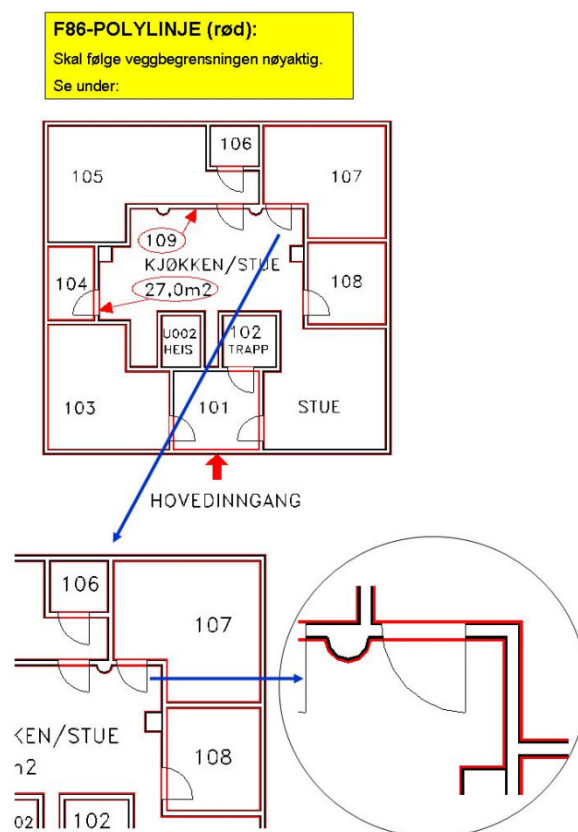 F86-POLYLINJE (rød):
Skal følge veggbegrensningen nøyaktig.
Se under:
106
105
107
109
KJØKKEN/STUE
104
27,0m2
108
U002
HEIS
102
TRAPP
103
101
STUE
HOVEDINNGANG
106
107
KEN/STUE
m2
108
02
102